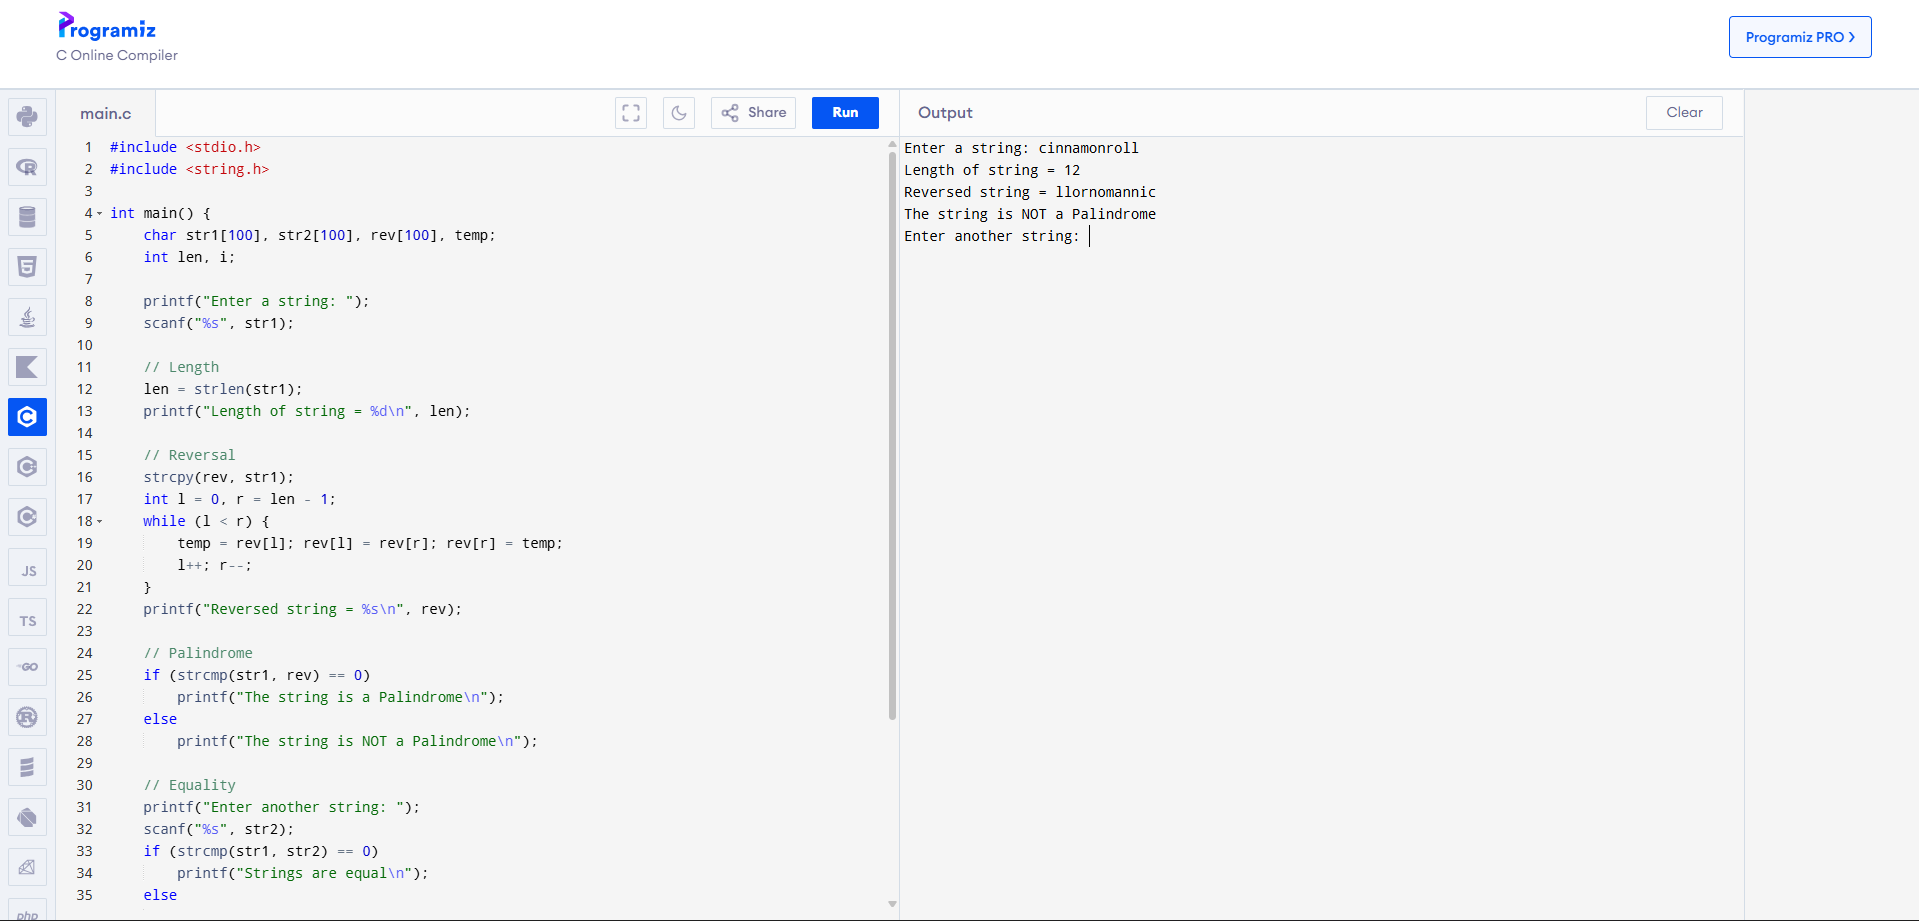 Programiz
C Online Compiler
Programiz PRO
main.c
Share
Run
Output
Clear
1 #include <stdio.h>
2 #include <string.h>
3
4 int main() {
5 char str1[100], str2[100], rev[100], temp;
6 int len, i;
7
8 printf("Enter a string: ");
9 scanf("%s", str1);
10
11 // Length
12 len = strlen(str1);
13 printf("Length of string = %d\n", len);
14
15 // Reversal
16 strcpy(rev, str1);
17 int l = 0, r = len - 1;
18 while (l < r) {
19 temp = rev[l]; rev[l] = rev[r]; rev[r] = temp;
20 l++; r--;
21 }
22 printf("Reversed string = %s\n", rev);
23
24 // Palindrome
25 if (strcmp(str1, rev) == 0)
26 printf("The string is a Palindrome\n");
27 else
28 printf("The string is NOT a Palindrome\n");
29
30 // Equality
31 printf("Enter another string: ");
32 scanf("%s", str2);
33 if (strcmp(str1, str2) == 0)
34 printf("Strings are equal\n");
35 else
Enter a string: cinnamonroll
Length of string = 12
Reversed string = llornomannic
The string is NOT a Palindrome
Enter another string:
JS
TS
GO
php